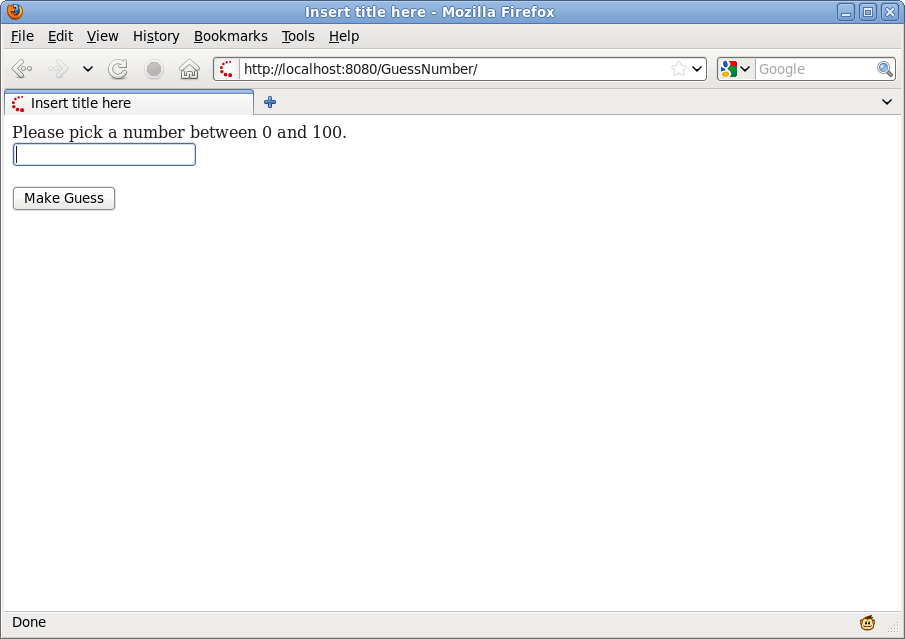 Insert title here - Mozilla Firefox
File Edit View History Bookmarks Tools Help
http://localhost:8080/GuessNumber/ Google
Insert title here
Please pick a number between 0 and 100.
Make Guess
Done